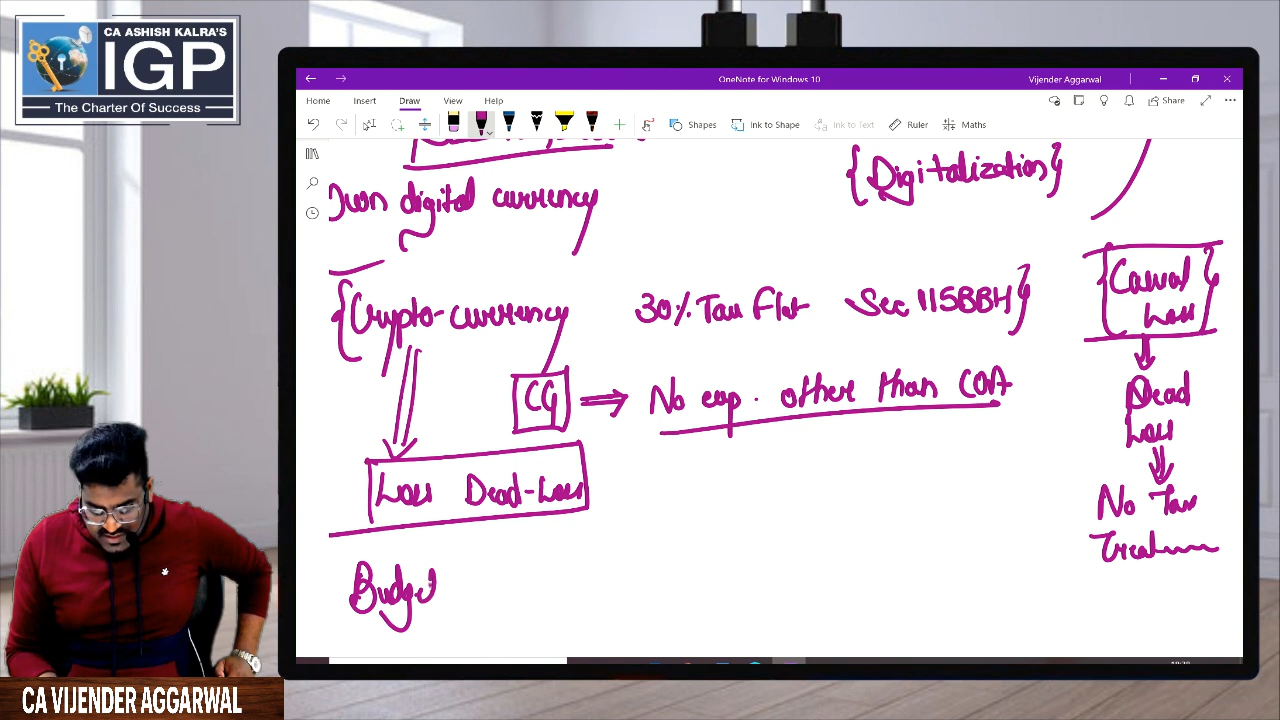 CA ASHISH KALRA'S
IGP
The Charter Of Success
OneNote for Windows 10
Vijender Aggarwal
Home Insert Draw View Help
Share
Shapes Ink to Shape Ink to Text Ruler Maths
{Digitalization}
digital currency
{Crypto-currency 30% Tax Flat Sec 115BBH}
{Casual
Loss}
CG ⇒ No exp. other than COA
Dead
Loss
Loss Dead-Loss
No Tax
Treatment
Budget
CA VIJENDER AGGARWAL